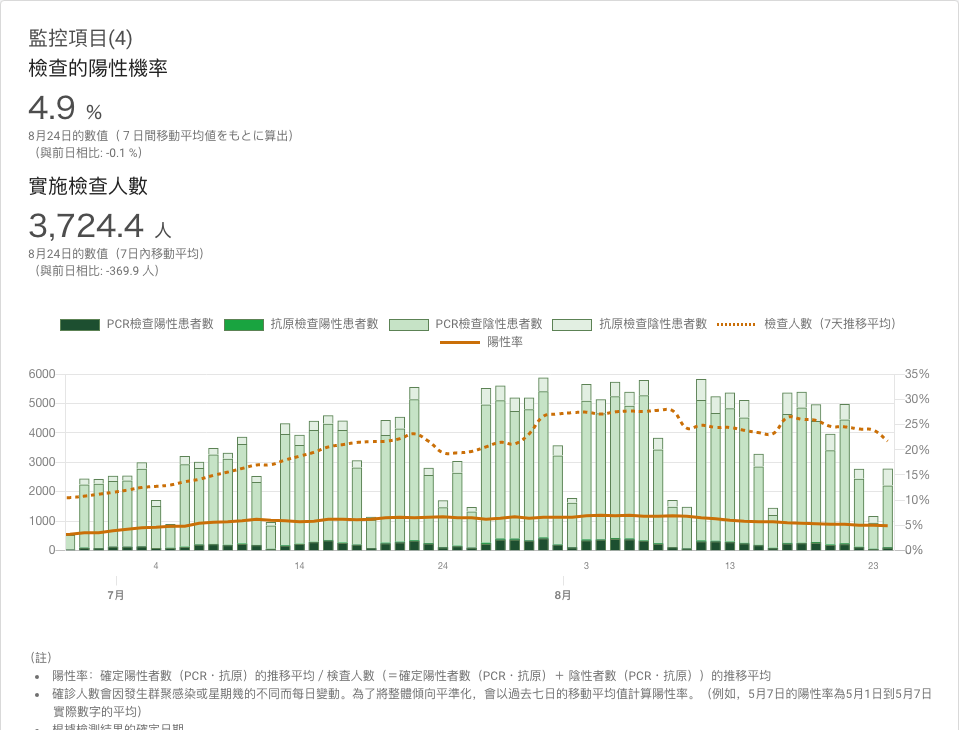 監控項目(4)
檢查的陽性機率
4.9 %
8月24日的數值（７日間移動平均値をもとに算出）
（與前日相比: -0.1 %）
實施檢查人數
3,724.4 人
8月24日的數值（7日內移動平均）
（與前日相比: -369.9 人）
PCR檢查陽性患者數 抗原檢查陽性患者數 PCR檢查陰性患者數 抗原檢查陰性患者數 檢查人數（7天推移平均）
陽性率
6000 35%
5000 30%
4000 25%
3000 20%
2000 15%
1000 10%
0 5%
0%
4 14 24 3 13 23
7月 8月
（註）
陽性率：確定陽性者數（PCR・抗原）的推移平均 / 検査人數（＝確定陽性者數（PCR・抗原）＋ 陰性者數（PCR・抗原））的推移平均
確診人數會因發生群聚感染或星期幾的不同而每日變動。為了將整體傾向平準化，會以過去七日的移動平均值計算陽性率。（例如，5月7日的陽性率為5月1日到5月7日
實際數字的平均）
根據檢測結果的確定日期